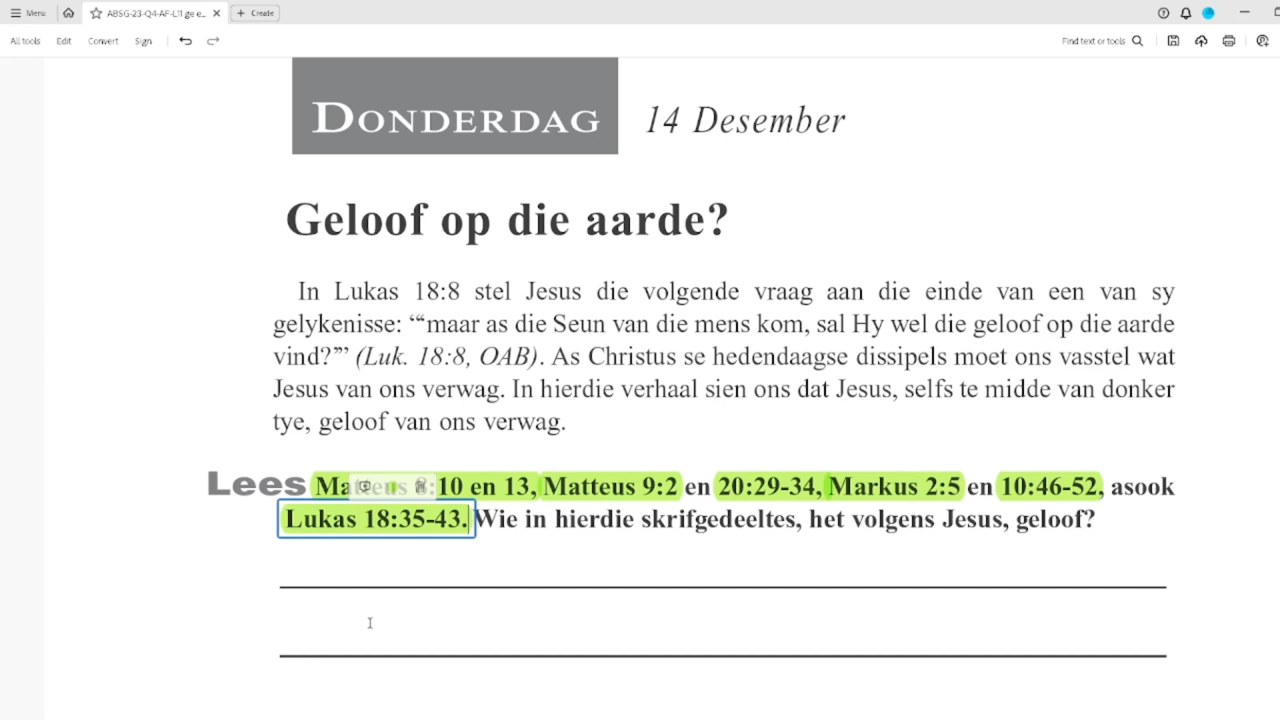 Menu
ABSG-23-Q4-AF-L11 ge e...
Create
All tools Edit Convert Sign
Find text or tools
DONDERDAG 14 Desember
Geloof op die aarde?
In Lukas 18:8 stel Jesus die volgende vraag aan die einde van een van sy
gelykenisse: ‘“maar as die Seun van die mens kom, sal Hy wel die geloof op die aarde
vind?”’ (Luk. 18:8, OAB). As Christus se hedendaagse dissipels moet ons vasstel wat
Jesus van ons verwag. In hierdie verhaal sien ons dat Jesus, selfs te midde van donker
tye, geloof van ons verwag.
Lees Matteus 8:10 en 13, Matteus 9:2 en 20:29-34, Markus 2:5 en 10:46-52, asook
Lukas 18:35-43. Wie in hierdie skrifgedeeltes, het volgens Jesus, geloof?